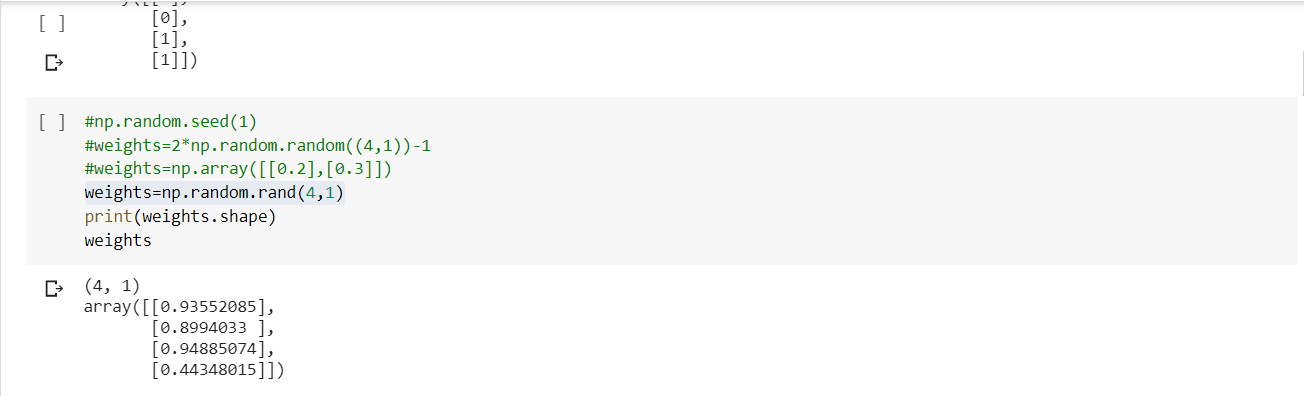 [0],
[ ]
[1],
[1]])
[ ] #np.random.seed(1)
#weights=2*np.random.random((4,1))-1
#weights=np.array([[0.2],[0.3]])
weights=np.random.rand(4,1)
print(weights.shape)
weights
(4, 1)
array([[0.93552085],
[0.8994033 ],
[0.94885074],
[0.44348015]])